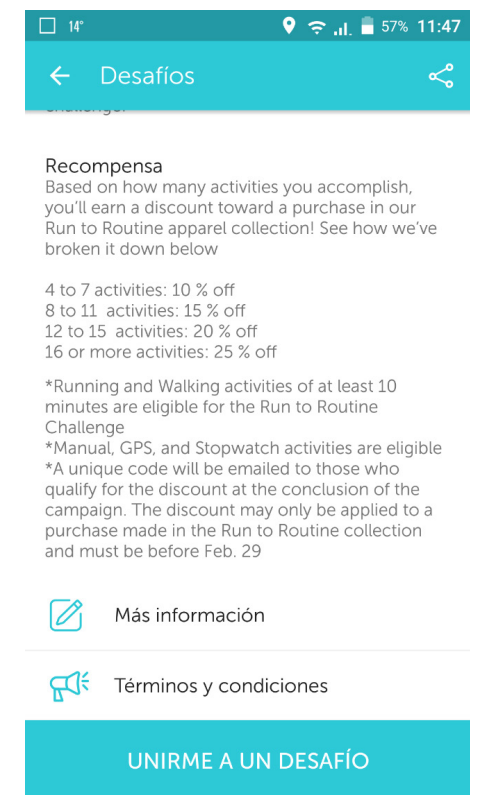 14°
57% 11:47
Desafíos
Recompensa
Based on how many activities you accomplish,
you'll earn a discount toward a purchase in our
Run to Routine apparel collection! See how we've
broken it down below
4 to 7 activities: 10 % off
8 to 11 activities: 15 % off
12 to 15 activities: 20 % off
16 or more activities: 25 % off
*Running and Walking activities of at least 10
minutes are eligible for the Run to Routine
Challenge
*Manual, GPS, and Stopwatch activities are eligible
*A unique code will be emailed to those who
qualify for the discount at the conclusion of the
campaign. The discount may only be applied to a
purchase made in the Run to Routine collection
and must be before Feb. 29
Más información
Términos y condiciones
UNIRME A UN DESAFÍO